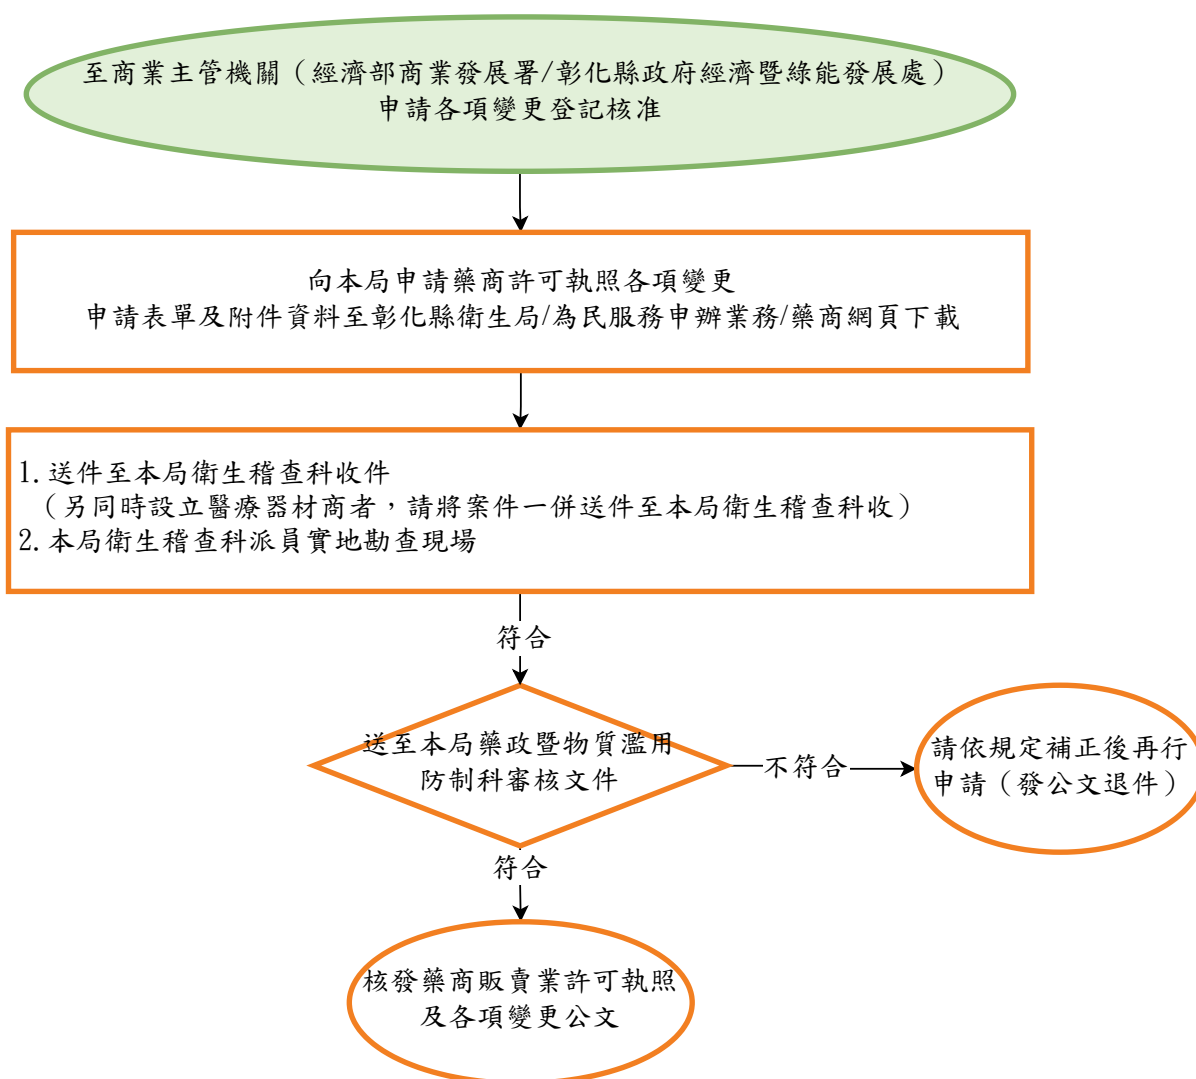 至商業主管機關（經濟部商業發展署/彰化縣政府經濟暨綠能發展處）
申請各項變更登記核准
向本局申請藥商許可執照各項變更
申請表單及附件資料至彰化縣衛生局/為民服務申辦業務/藥商網頁下載
1.送件至本局衛生稽查科收件
（另同時設立醫療器材商者，請將案件一併送件至本局衛生稽查科收）
2.本局衛生稽查科派員實地勘查現場
符合
送至本局藥政暨物質濫用
防制科審核文件
不符合
請依規定補正後再行
申請（發公文退件）
符合
核發藥商販賣業許可執照
及各項變更公文